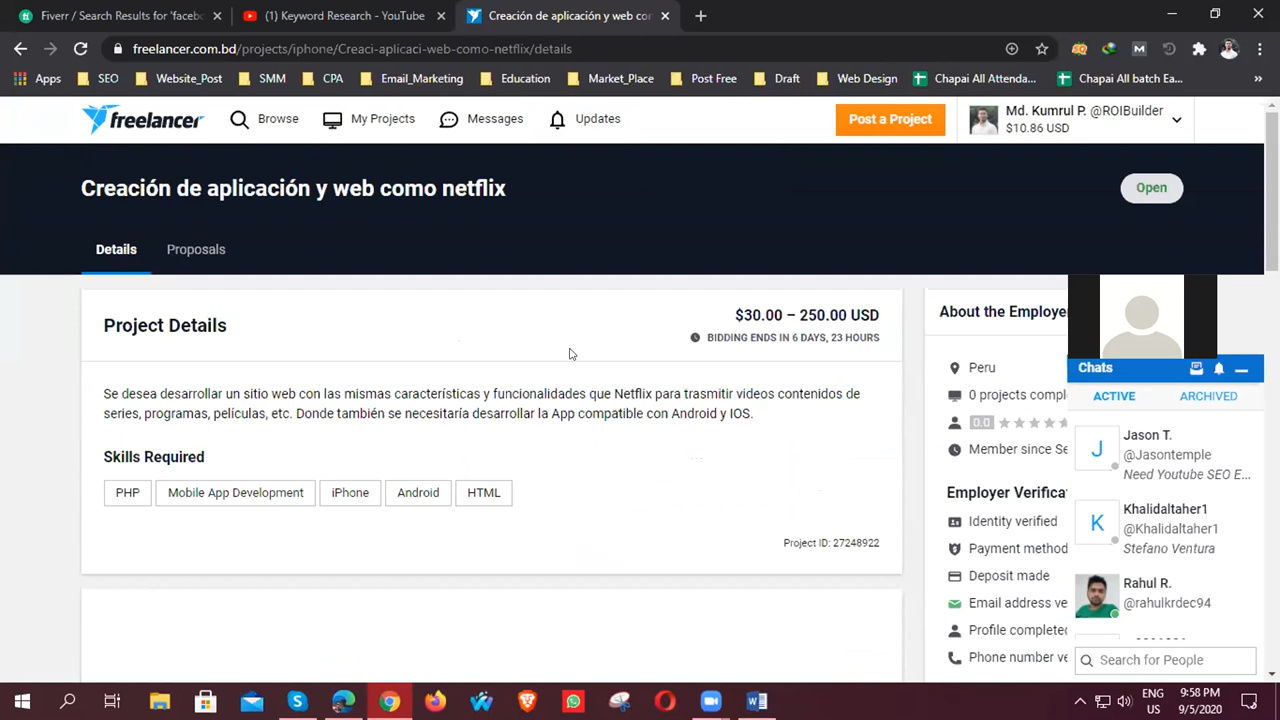 Fiverr / Search Results for 'facebo
(1) Keyword Research - YouTube
Creación de aplicación y web cor
freelancer.com.bd/projects/iphone/Creaci-aplicaci-web-como-netflix/details
Apps
SEO
Website_Post
SMM
CPA
Email_Marketing
Education
Market_Place
Post Free
Draft
Web Design
Chapai All Attenda...
Chapai All batch Ea...
freelancer
Browse
My Projects
Messages
Updates
Post a Project
Md. Kumrul P. @ROIBuilder
$10.86 USD
Creación de aplicación y web como netflix
Open
Details
Proposals
Project Details
$30.00 – 250.00 USD
BIDDING ENDS IN 6 DAYS, 23 HOURS
Se desea desarrollar un sitio web con las mismas características y funcionalidades que Netflix para trasmitir videos contenidos de
series, programas, películas, etc. Donde también se necesitaría desarrollar la App compatible con Android y IOS.
Skills Required
PHP
Mobile App Development
iPhone
Android
HTML
Project ID: 27248922
About the Employe
Peru
0 projects compl
0.0
Member since Se
Employer Verifica
Identity verified
Payment method
Deposit made
Email address ve
Profile completed
Phone number ve
Chats
ACTIVE
ARCHIVED
J
Jason T.
@Jasontemple
Need Youtube SEO E...
K
Khalidaltaher1
@Khalidaltaher1
Stefano Ventura
Rahul R.
@rahulkrdec94
Search for People
ENG
US
9:58 PM
9/5/2020